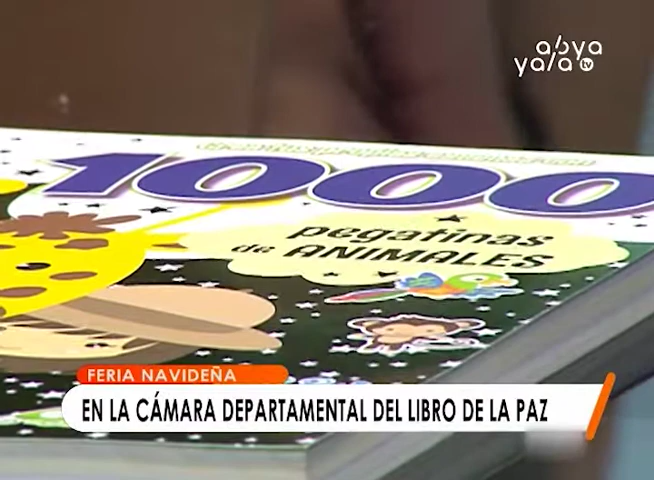 abya
yala tv
1000
pegatinas
de ANIMALES
FERIA NAVIDEÑA
EN LA CÁMARA DEPARTAMENTAL DEL LIBRO DE LA PAZ